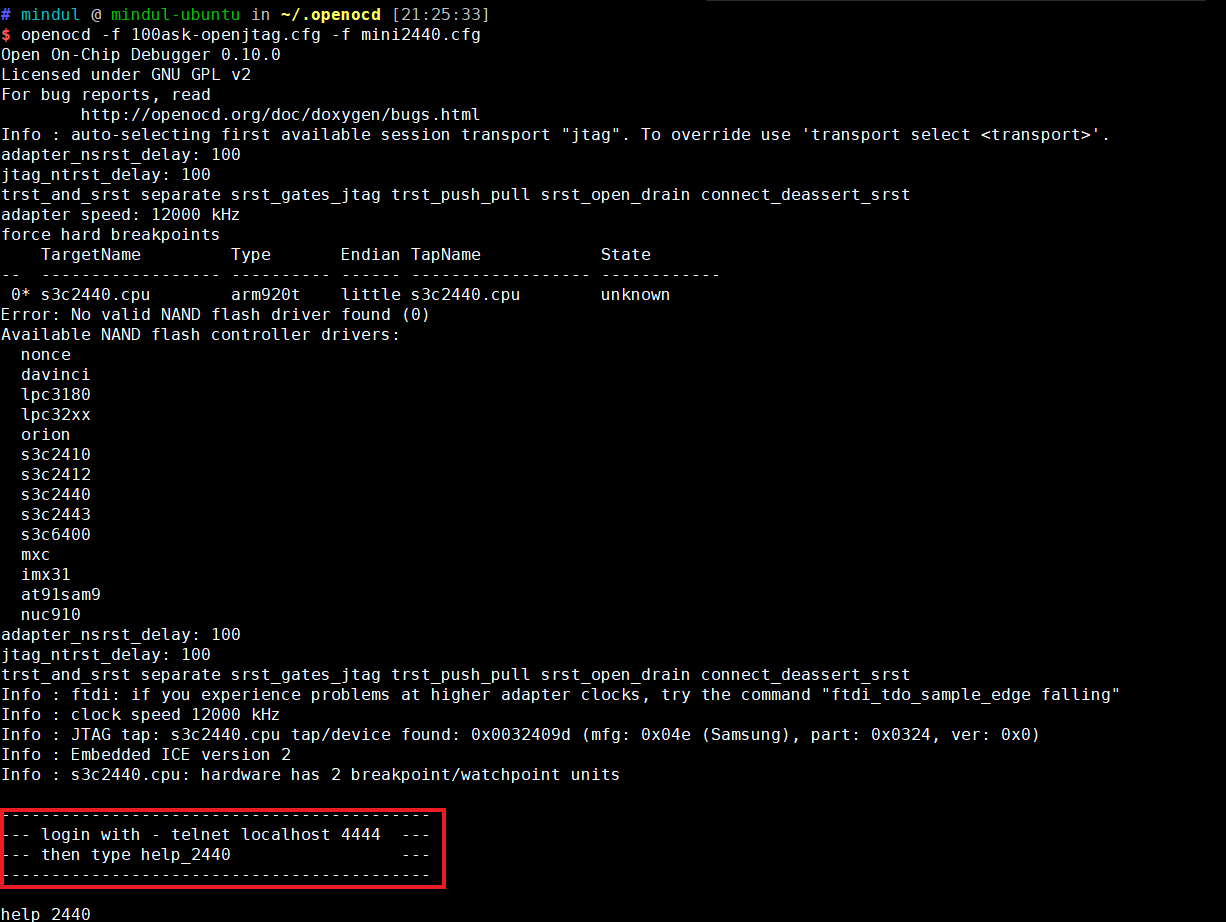 # mindul @ mindul-ubuntu in ~/.openocd [21:25:33]
$ openocd -f 100ask-openjtag.cfg -f mini2440.cfg
Open On-Chip Debugger 0.10.0
Licensed under GNU GPL v2
For bug reports, read
        http://openocd.org/doc/doxygen/bugs.html
Info : auto-selecting first available session transport "jtag". To override use 'transport select <transport>'.
adapter_nsrst_delay: 100
jtag_ntrst_delay: 100
trst_and_srst separate srst_gates_jtag trst_push_pull srst_open_drain connect_deassert_srst
adapter speed: 12000 kHz
force hard breakpoints
    TargetName         Type       Endian TapName            State
--  ------------------ ---------- ------ ------------------ ------------
 0* s3c2440.cpu        arm920t    little s3c2440.cpu        unknown
Error: No valid NAND flash driver found (0)
Available NAND flash controller drivers:
  nonce
  davinci
  lpc3180
  lpc32xx
  orion
  s3c2410
  s3c2412
  s3c2440
  s3c2443
  s3c6400
  mxc
  imx31
  at91sam9
  nuc910
adapter_nsrst_delay: 100
jtag_ntrst_delay: 100
trst_and_srst separate srst_gates_jtag trst_push_pull srst_open_drain connect_deassert_srst
Info : ftdi: if you experience problems at higher adapter clocks, try the command "ftdi_tdo_sample_edge falling"
Info : clock speed 12000 kHz
Info : JTAG tap: s3c2440.cpu tap/device found: 0x0032409d (mfg: 0x04e (Samsung), part: 0x0324, ver: 0x0)
Info : Embedded ICE version 2
Info : s3c2440.cpu: hardware has 2 breakpoint/watchpoint units
-------------------------------------------
--- login with - telnet localhost 4444  ---
--- then type help_2440                 ---
-------------------------------------------
help_2440